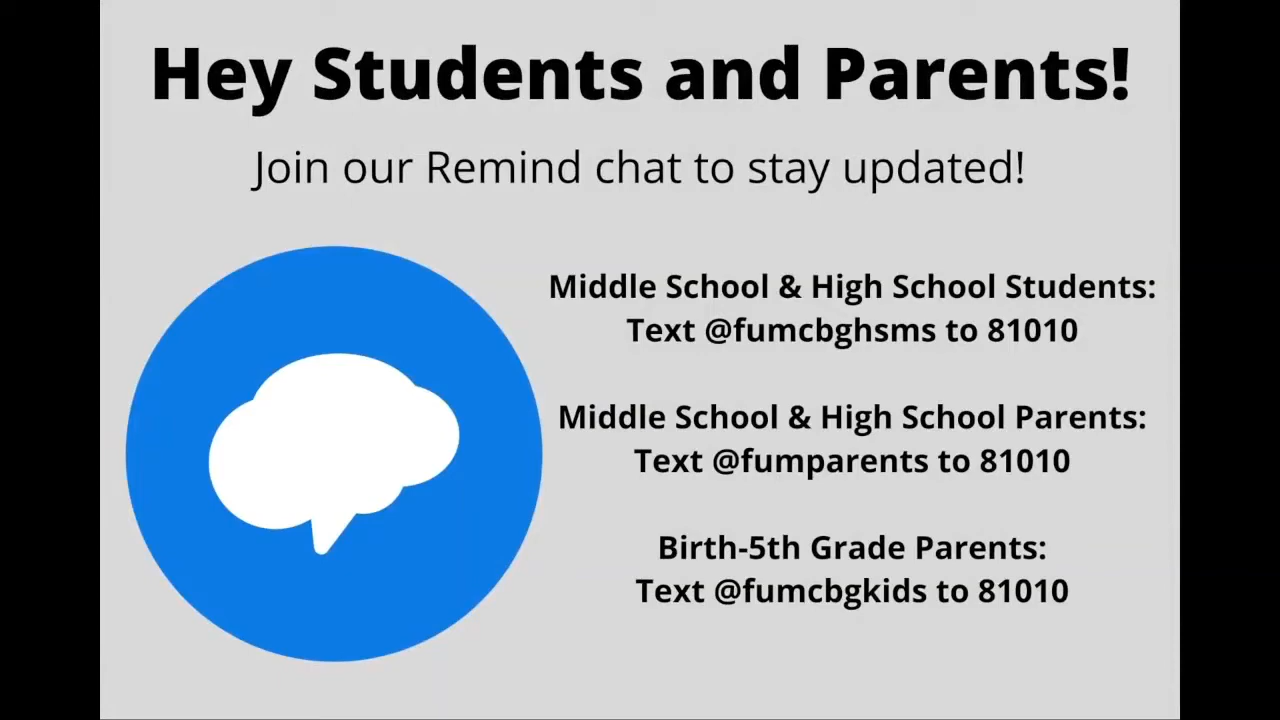 Hey Students and Parents!
Join our Remind chat to stay updated!
Middle School & High School Students:
Text @fumcbghsms to 81010
Middle School & High School Parents:
Text @fumparents to 81010
Birth-5th Grade Parents:
Text @fumcbgkids to 81010